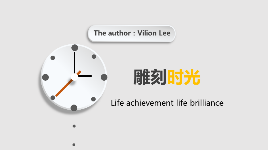 The author : Vilion Lee
雕刻时光
Life achievement life brilliance